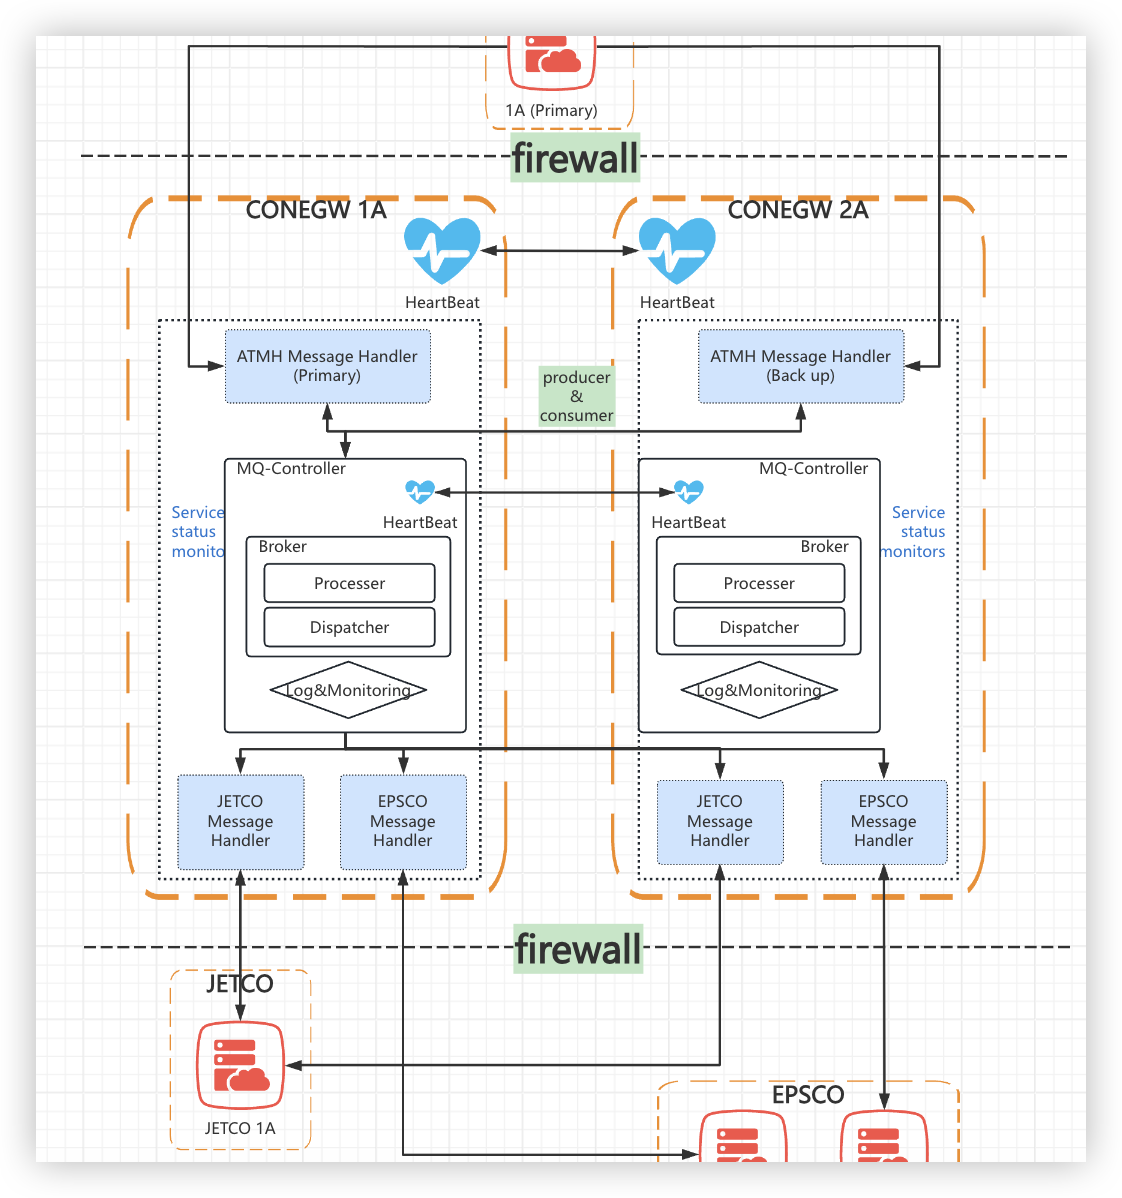 1A (Primary)
firewall
CONEGW 1A
CONEGW 2A
HeartBeat
HeartBeat
ATMH Message Handler
(Primary)
ATMH Message Handler
(Back up)
producer
&
consumer
MQ-Controller
MQ-Controller
HeartBeat
HeartBeat
Service
status
monito
Service
status
monitors
Broker
Processer
Dispatcher
Broker
Processer
Dispatcher
Log&Monitoring
Log&Monitoring
JETCO
Message
Handler
EPSCO
Message
Handler
JETCO
Message
Handler
EPSCO
Message
Handler
firewall
JETCO
JETCO 1A
EPSCO